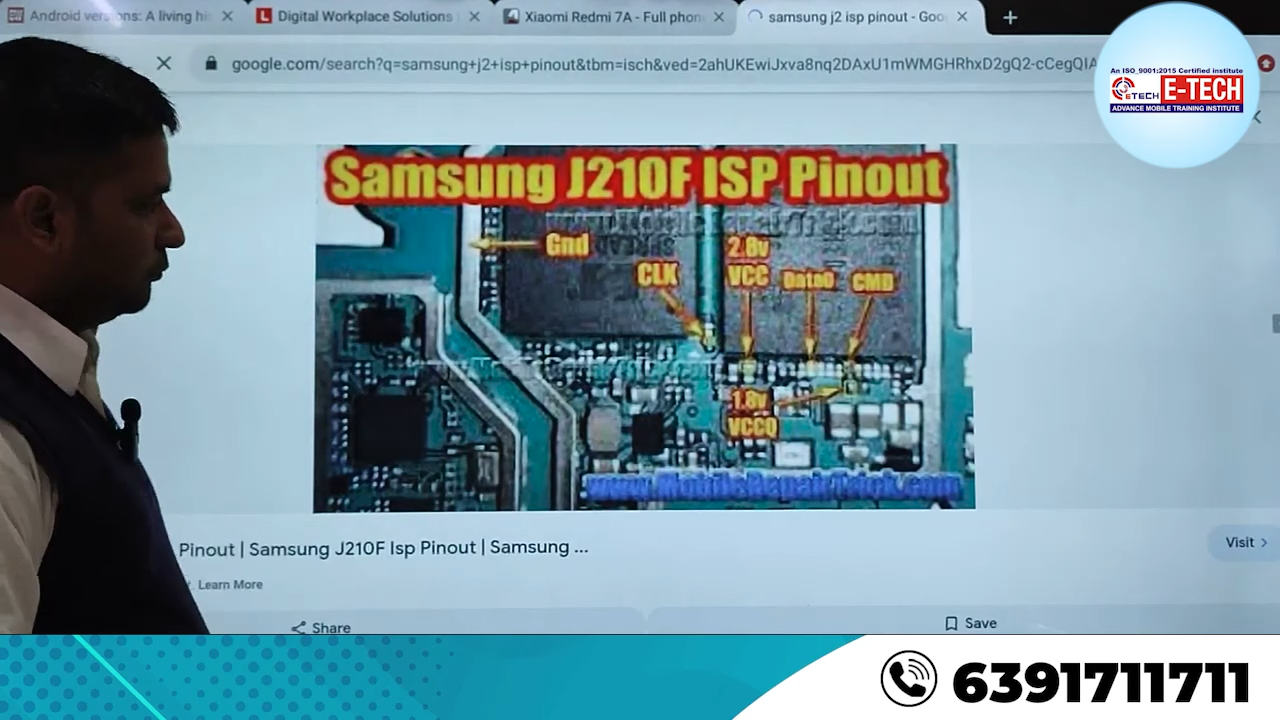 Android versions: A living hi
Digital Workplace Solutions
Xiaomi Redmi 7A - Full phon
samsung j2 isp pinout - Goo
google.com/search?q=samsung+j2+isp+pinout&tbm=isch&ved=2ahUKEwiJxva8nq2DAxU1mWMGHRhxD2gQ2-cCegQIA
An ISO_9001:2015 Certified institute
ETECH E-TECH
ADVANCE MOBILE TRAINING INSTITUTE
Samsung J210F ISP Pinout
Gnd
2.8v
CLK VCC Data0 CMD
1.8v
VCCQ
www.MobileRepairTrick.com
Pinout | Samsung J210F Isp Pinout | Samsung ...
Visit
Learn More
Share
Save
6391711711